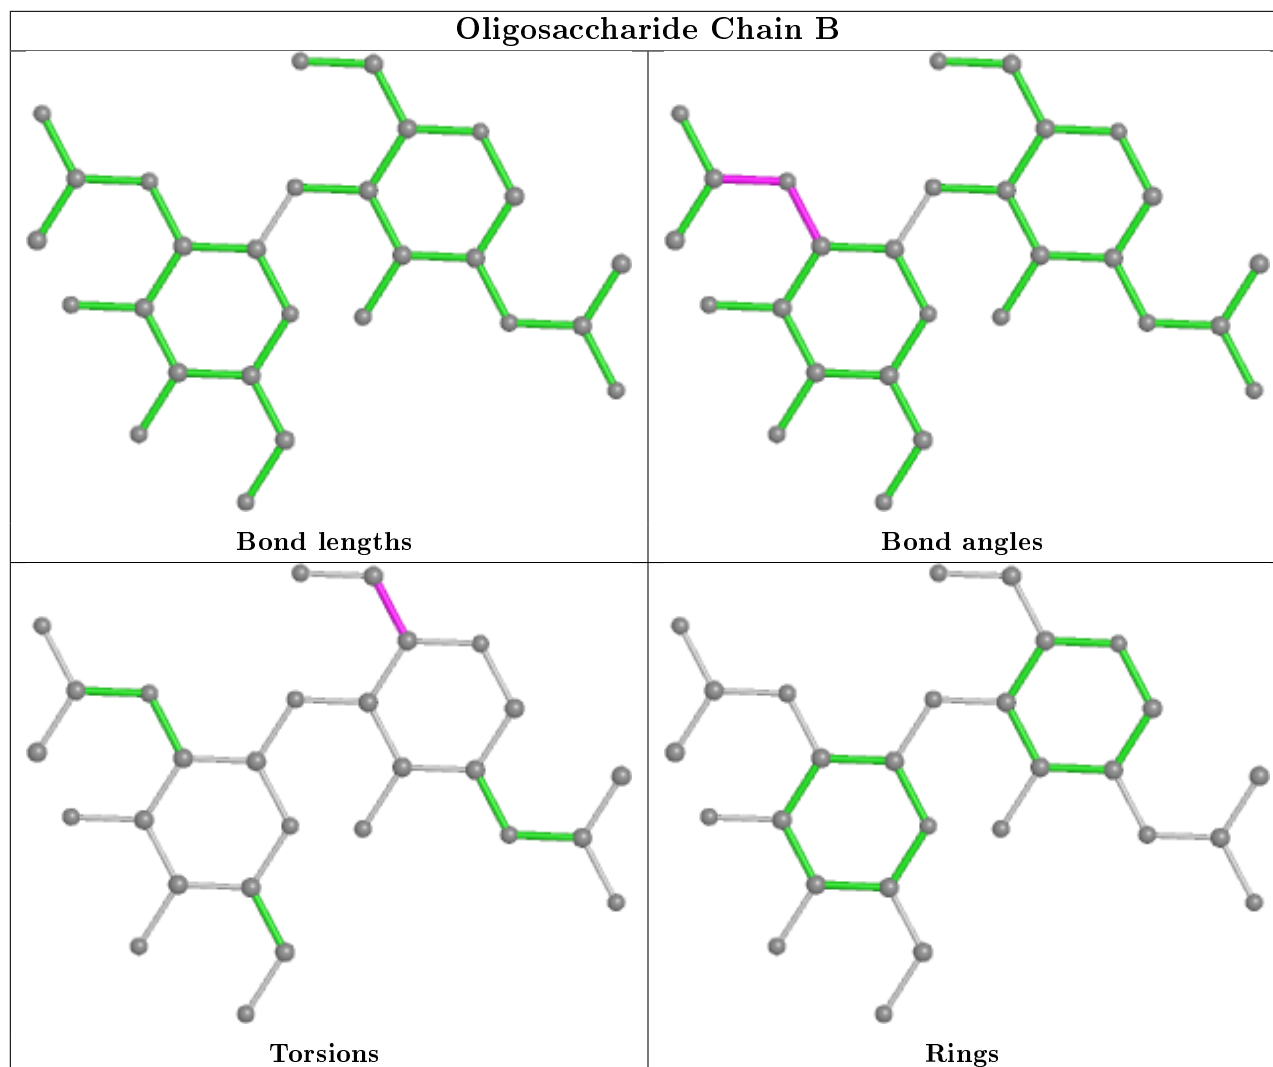 Oligosaccharide Chain B
Bond lengths
Bond angles
Torsions
Rings